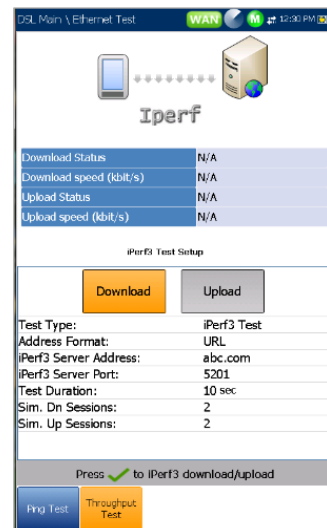 DSL Main \ Ethernet Test WAN M 12:30 PM
Iperf
Download Status N/A
Download speed (kbit/s) N/A
Upload Status N/A
Upload speed (kbit/s) N/A
iPerf3 Test Setup
Download Upload
Test Type: iPerf3 Test
Address Format: URL
iPerf3 Server Address: abc.com
iPerf3 Server Port: 5201
Test Duration: 10 sec
Sim. Dn Sessions: 2
Sim. Up Sessions: 2
Press to iPerf3 download/upload
Ping Test Throughput
Test